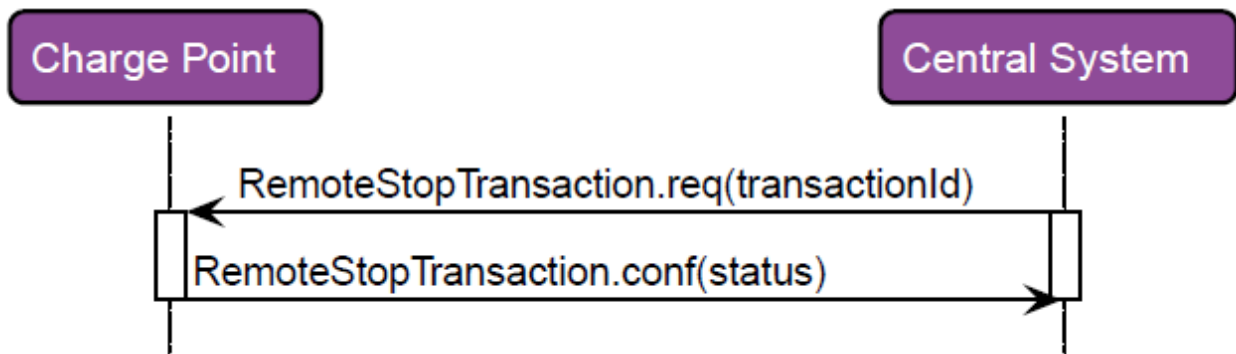 Charge Point
Central System
RemoteStopTransaction.req(transactionId)
RemoteStopTransaction.conf(status)